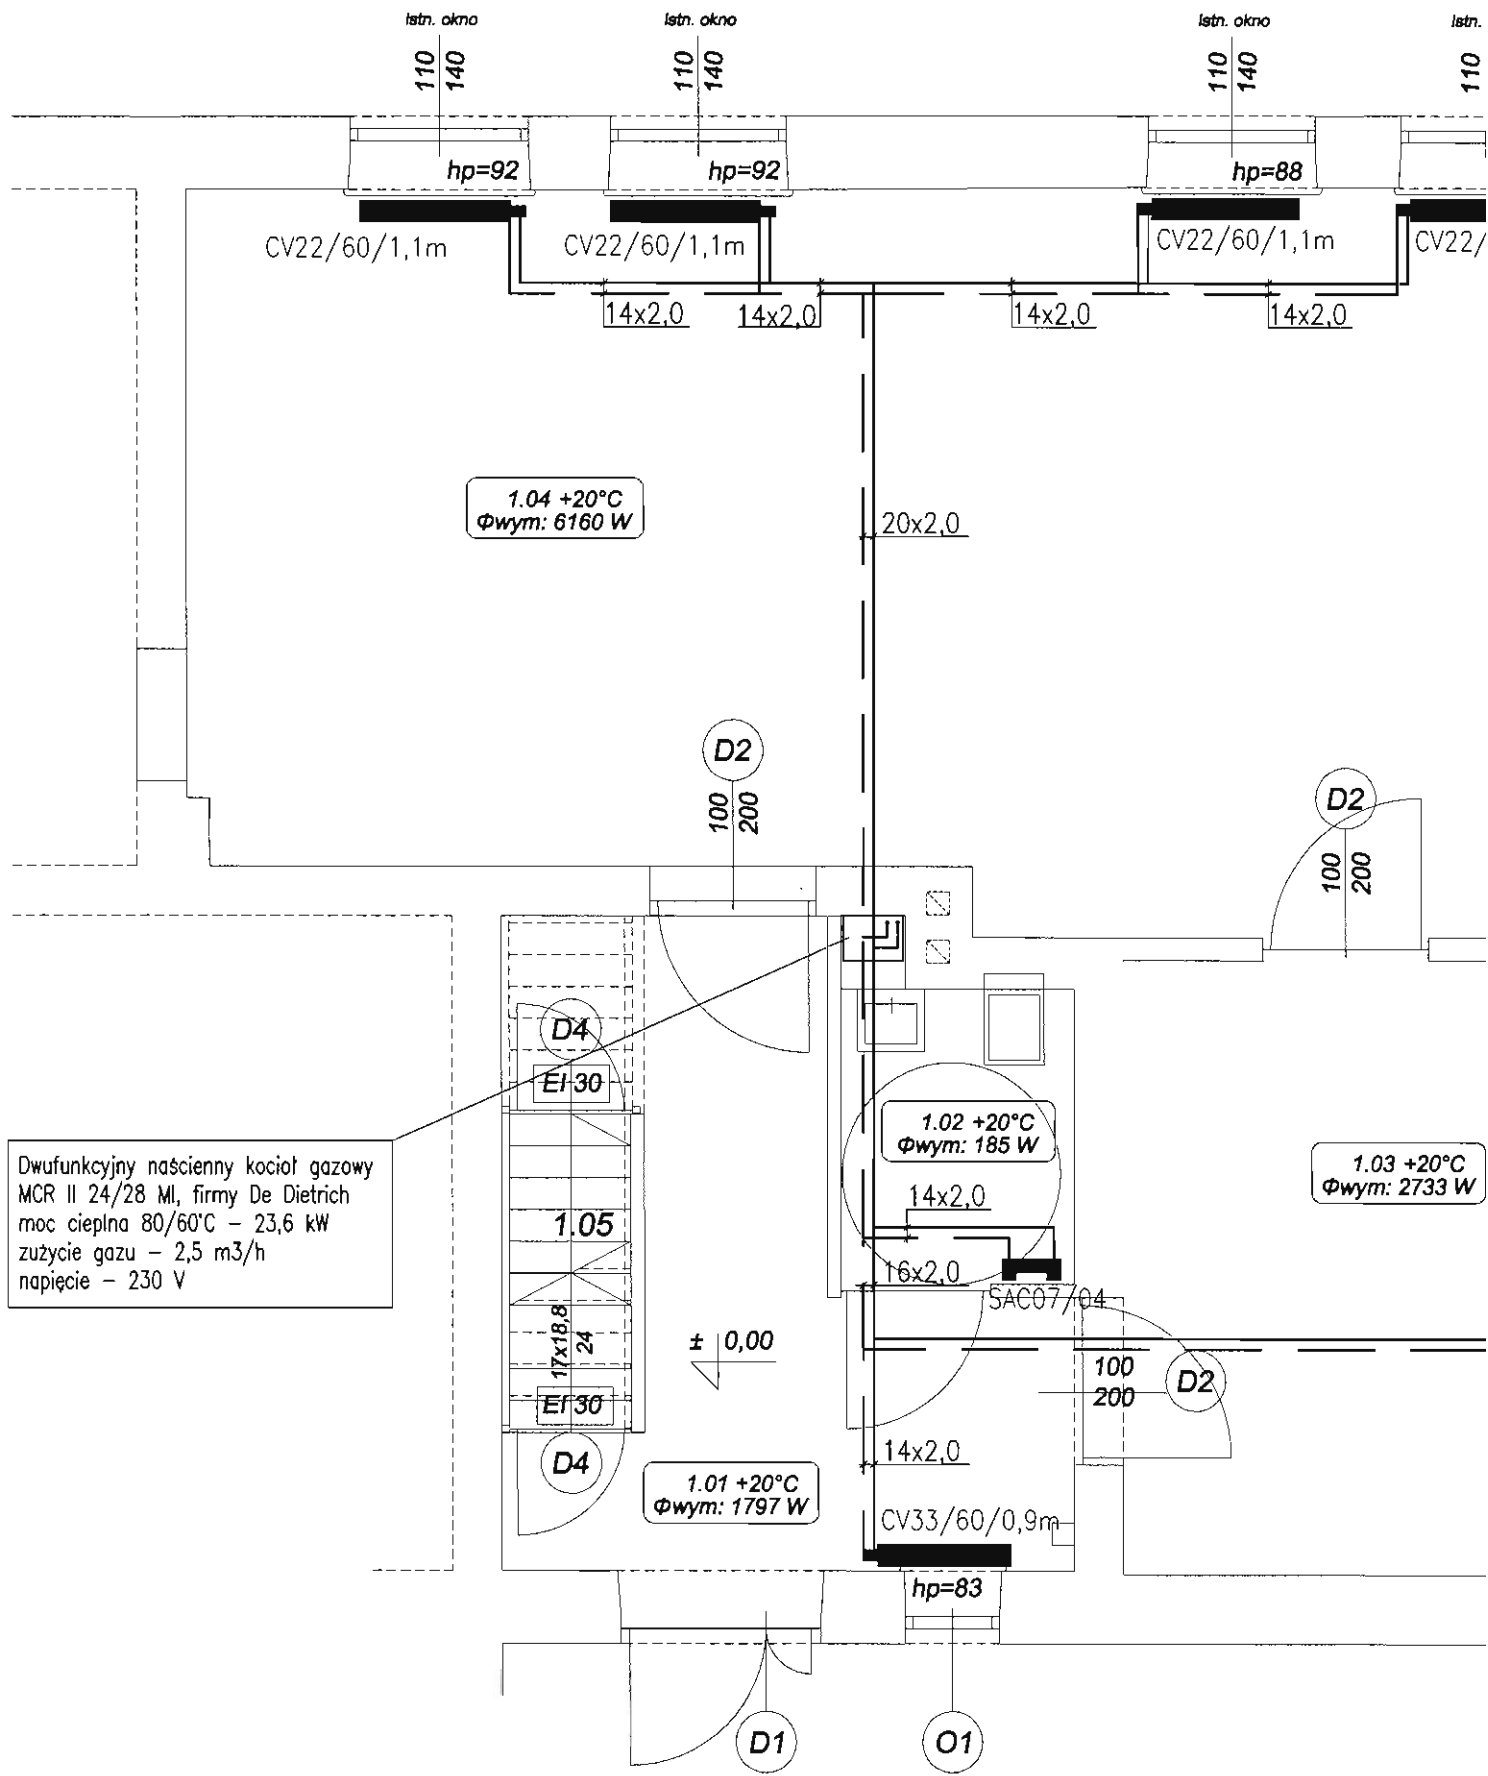 Istn. okno
Istn. okno
Istn. okno
Istn.
110
140
110
140
110
140
110
hp=92
hp=92
hp=88
CV22/60/1,1m
CV22/60/1,1m
CV22/60/1,1m
CV22/
14x2,0
14x2,0
14x2,0
14x2,0
1.04 +20°C
Φwym: 6160 W
20x2,0
D2
100
200
D2
100
200
D4
EI 30
1.02 +20°C
Φwym: 185 W
1.03 +20°C
Φwym: 2733 W
Dwufunkcyjny naścienny kocioł gazowy
MCR II 24/28 MI, firmy De Dietrich
moc cieplna 80/60°C – 23,6 kW
zużycie gazu – 2,5 m3/h
napięcie – 230 V
1.05
14x2,0
16x2,0
SAC07/04
17x18,8
24
± 0,00
100
200
D2
EI 30
D4
14x2,0
1.01 +20°C
Φwym: 1797 W
CV33/60/0,9m
hp=83
D1
O1